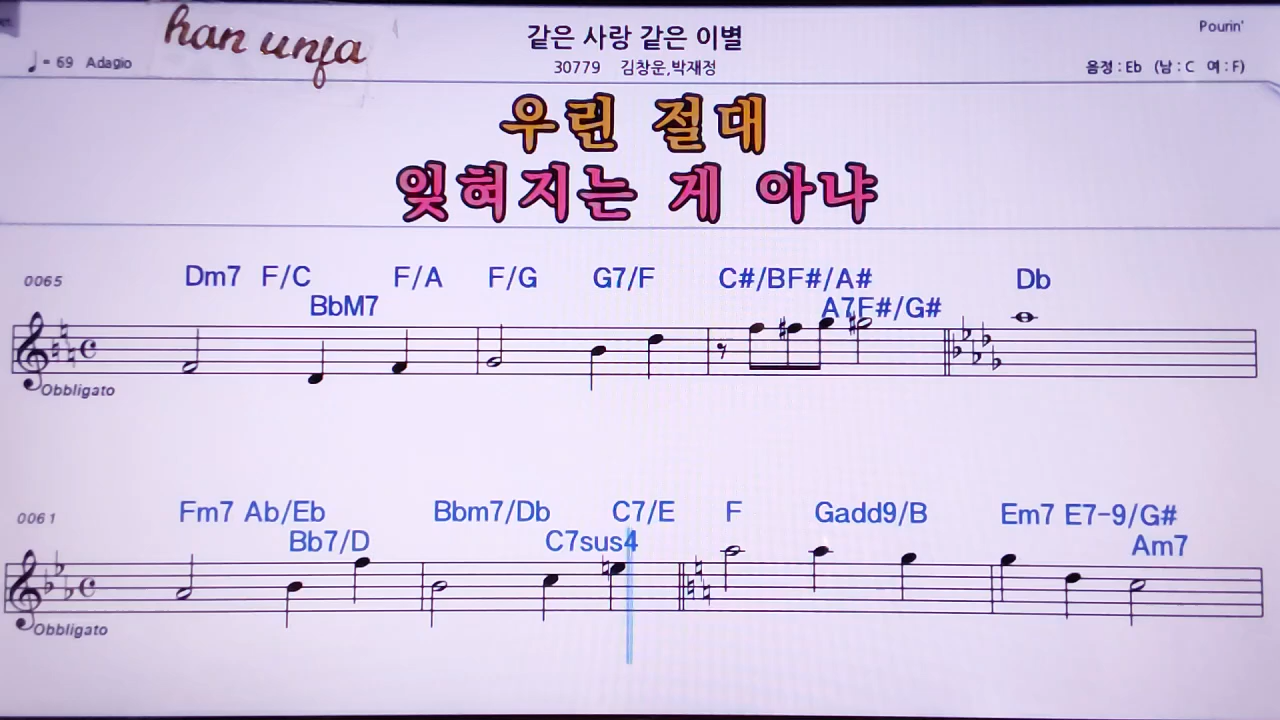 han unfa
같은 사랑 같은 이별
Pourin'
♩= 69 Adagio
30779 김창운,박재정
음정 : Eb (남 : C 여 : F)
우린 절대
잊혀지는 게 아냐
0065
Dm7 F/C F/A F/G G7/F C#/BF#/A# Db
BbM7 A7F#/G#
Obbligato
0061
Fm7 Ab/Eb Bbm7/Db C7/E F Gadd9/B Em7 E7-9/G#
Bb7/D C7sus4 Am7
Obbligato